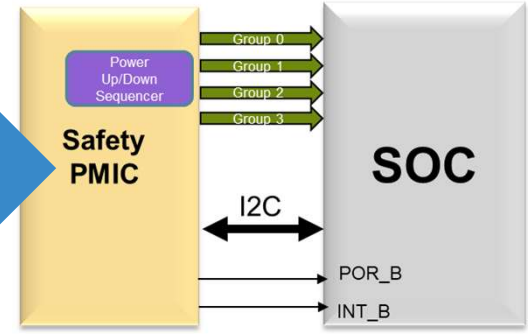 Group 0
Power
Up/Down
Sequencer
Group 1
Group 2
Group 3
Safety
PMIC
SOC
I2C
POR_B
INT_B